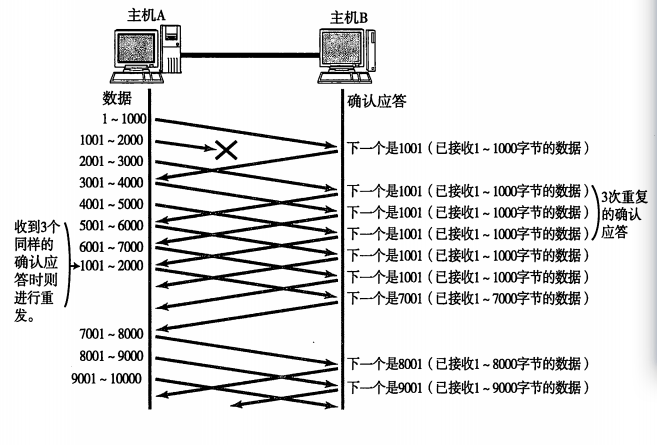 主机A
主机B
数据
确认应答
1～1000
1001～2000
2001～3000
3001～4000
4001～5000
5001～6000
6001～7000
1001～2000
收到3个
同样的
确认应
答时则
进行重
发。
7001～8000
8001～9000
9001～10000
下一个是1001（已接收1～1000字节的数据）
下一个是1001（已接收1～1000字节的数据）
下一个是1001（已接收1～1000字节的数据）
下一个是1001（已接收1～1000字节的数据）
下一个是1001（已接收1～1000字节的数据）
下一个是1001（已接收1～1000字节的数据）
下一个是7001（已接收1～7000字节的数据）
3次重复
的确认
应答
下一个是8001（已接收1～8000字节的数据）
下一个是9001（已接收1～9000字节的数据）